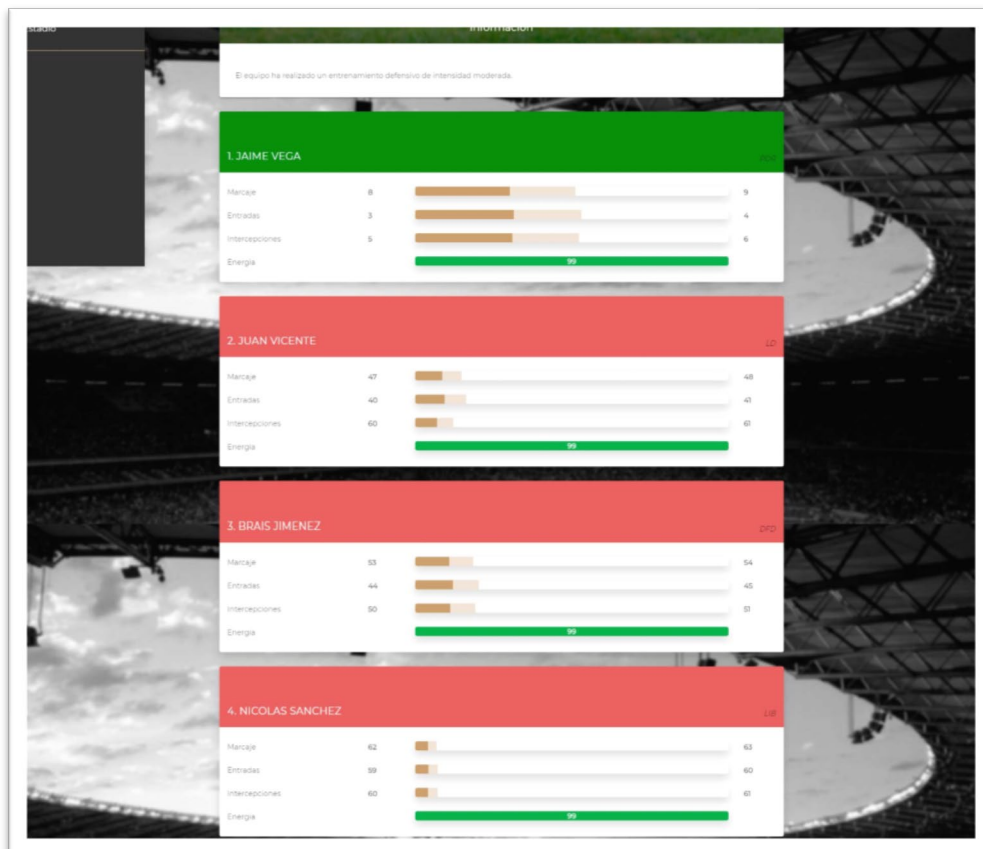 estadio
Información
El equipo ha realizado un entrenamiento defensivo de intensidad moderada.
1. JAIME VEGA POR
Marcaje 8 9
Entradas 3 4
Intercepciones 5 6
Energía 99
2. JUAN VICENTE LD
Marcaje 47 48
Entradas 40 41
Intercepciones 60 61
Energía 99
3. BRAIS JIMENEZ DFD
Marcaje 53 54
Entradas 44 45
Intercepciones 50 51
Energía 99
4. NICOLAS SANCHEZ
Marcaje 62 63
Entradas 59 60
Intercepciones 60 61
Energía 99